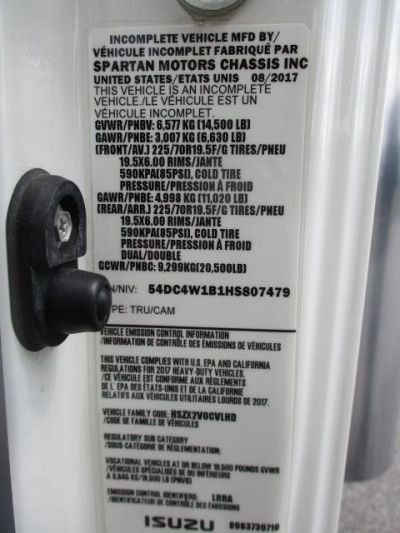 INCOMPLETE VEHICLE MFD BY/
VÉHICULE INCOMPLET FABRIQUÉ PAR
SPARTAN MOTORS CHASSIS INC
UNITED STATES/ETATS UNIS 08/2017
THIS VEHICLE IS AN INCOMPLETE
VEHICLE./LE VÉHICULE EST UN
VÉHICULE INCOMPLET.
GVWR/PNBV: 6,577 KG (14,500 LB)
GAWR/PNBE: 3,007 KG (6,630 LB)
(FRONT/AV.) 225/70R19.5F/G TIRES/PNEU
19.5X6.00 RIMS/JANTE
590KPA(85PSI), COLD TIRE
PRESSURE/PRESSION À FROID
GAWR/PNBE: 4,998 KG (11,020 LB)
(REAR/ARR.) 225/70R19.5F/G TIRES/PNEU
19.5X6.00 RIMS/JANTE
590KPA(85PSI), COLD TIRE
PRESSURE/PRESSION À FROID
DUAL/DOUBLE
GCWR/PNBC: 9,299KG(20,500LB)
N/NIV: 54DC4W1B1HS807479
PE: TRU/CAM
VEHICLE EMISSION CONTROL INFORMATION
/INFORMATION DE CONTRÔLE DES ÉMISSIONS DE VÉHICULES
THIS VEHICLE COMPLIES WITH U.S. EPA AND CALIFORNIA
REGULATIONS FOR 2017 HEAVY-DUTY VEHICLES.
/CE VÉHICULE EST CONFORME AUX RÈGLEMENTS
DE L' EPA DES ÉTATS-UNIS ET DE LA CALIFORNIE
RELATIFS AUX VÉHICULES UTILITAIRES LOURDS DE 2017.
VEHICLE FAMILY CODE: HSZX2VOCVLHD
/CODE DE FAMILLE DE VÉHICULES
REGULATORY SUB CATEGORY
/SOUS-CATÉGORIE DE RÉGLEMENTATION:
VOCATIONAL VEHICLES AT OR BELOW 19,500 POUNDS GVWR
/VÉHICULES SPÉCIALISÉS DE OU DE INFÉRIEURS
À 8,845 KG/19,500 LB (PNBV)
EMISSION CONTROL IDENTIFIERS, LRRA
/IDENTIFICATEUR DE CONTRÔLE DES ÉMISSIONS
ISUZU 898373071